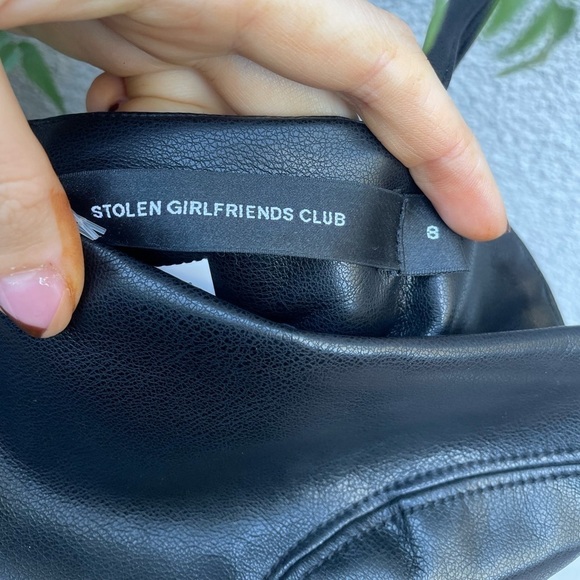 STOLEN GIRLFRIENDS CLUB
8